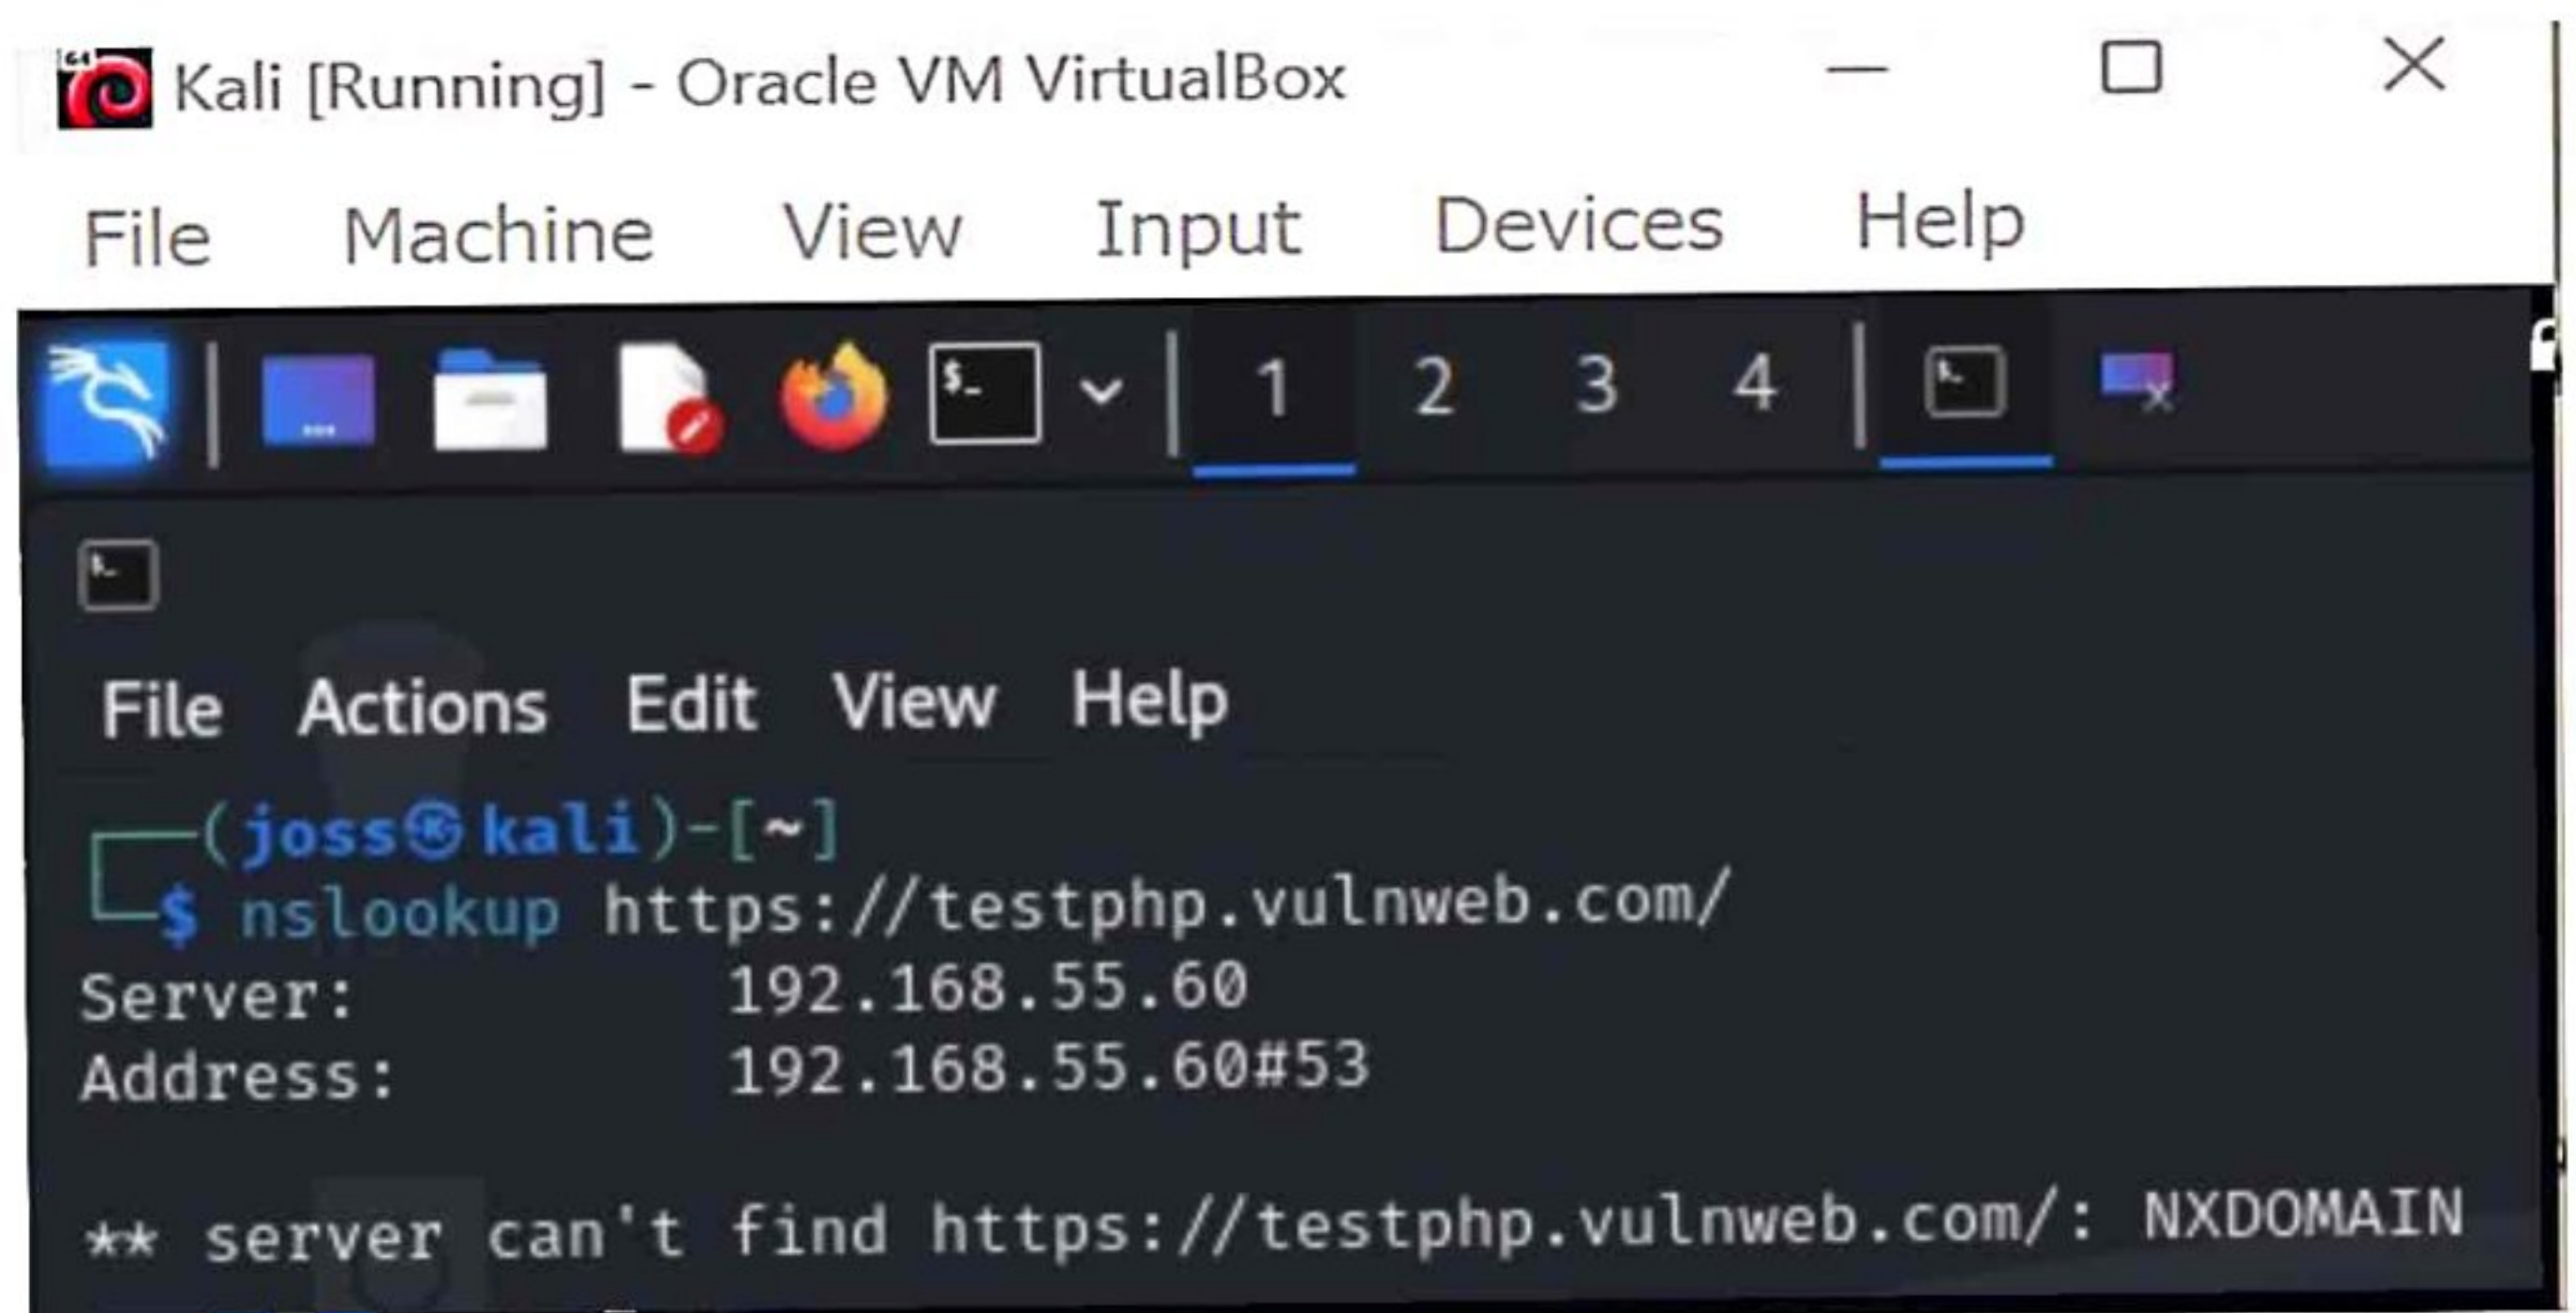 Kali [Running] - Oracle VM VirtualBox
File Machine View Input Devices Help
$_ 1 2 3 4
File Actions Edit View Help
(joss㉿kali)-[~]
$ nslookup https://testphp.vulnweb.com/
Server: 192.168.55.60
Address: 192.168.55.60#53
** server can't find https://testphp.vulnweb.com/: NXDOMAIN